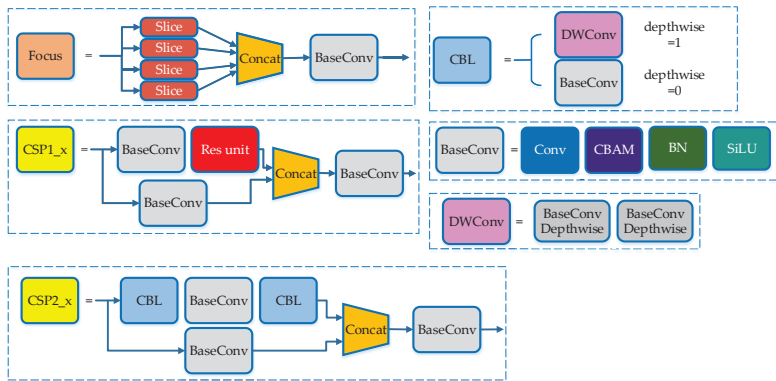 Focus
=
Slice
Slice
Slice
Slice
Concat
BaseConv
CBL
=
DWConv
depthwise
=1
BaseConv
depthwise
=0
CSP1_x
=
BaseConv
Res unit
BaseConv
Concat
BaseConv
BaseConv
=
Conv
CBAM
BN
SiLU
DWConv
=
BaseConv
Depthwise
BaseConv
Depthwise
CSP2_x
=
CBL
BaseConv
CBL
BaseConv
Concat
BaseConv